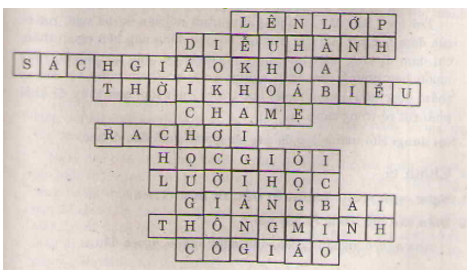 LÊNLỚP
DIỄUHÀNH
SÁCHGIÁOKHOA
THỜIKHOÁBIỂU
CHAMẸ
RACHƠI
HỌCGIỎI
LƯỜIHỌC
GIẢNGBÀI
THÔNGMINH
CÔGIÁO